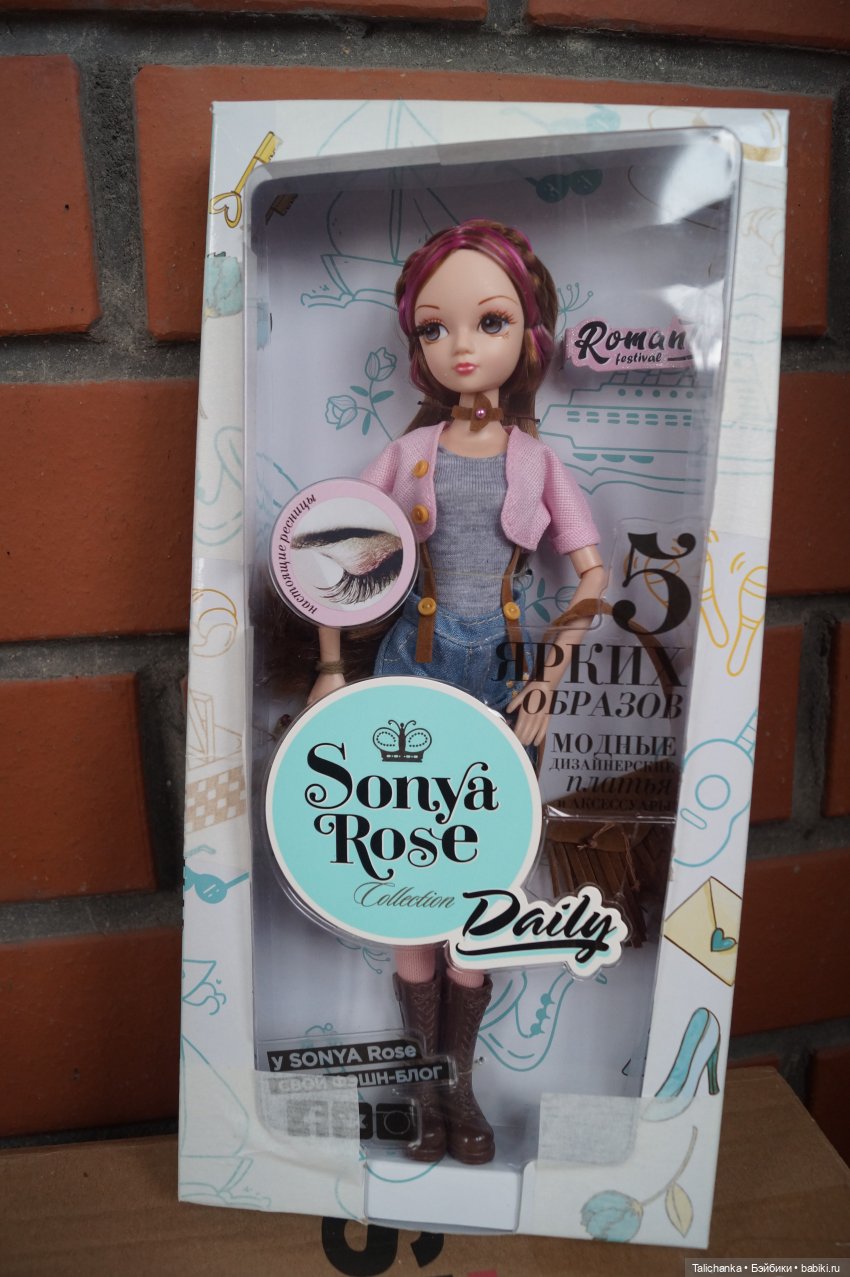 Roman
festival
настоящие ресницы
5
ЯРКИХ
ОБРАЗОВ
МОДНЫЕ
ДИЗАЙНЕРСКИЕ
платья
и АКСЕССУАРЫ
Sonya
Rose
Collection
Daily
у SONYA Rose
СВОЙ ФЭШН-БЛОГ
Talichanka • Бэйбики • babiki.ru